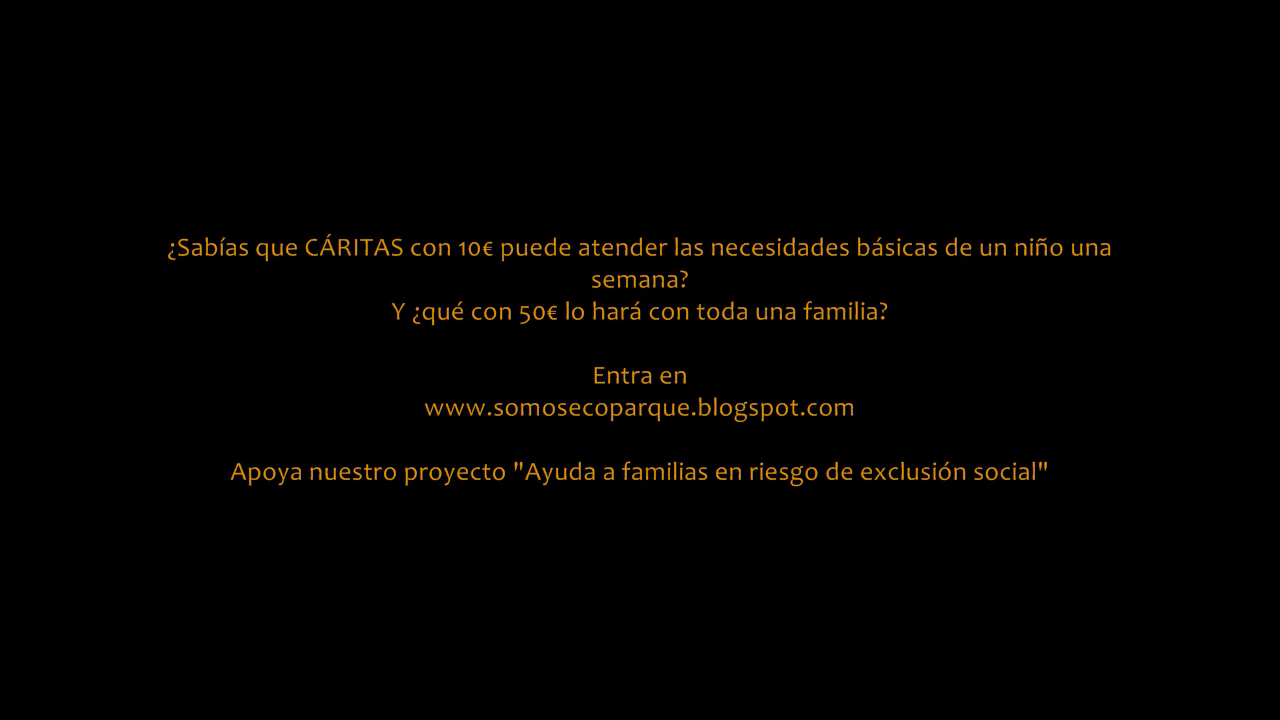 ¿Sabías que CÁRITAS con 10€ puede atender las necesidades básicas de un niño una
semana?
Y ¿qué con 50€ lo hará con toda una familia?
Entra en
www.somosecoparque.blogspot.com
Apoya nuestro proyecto "Ayuda a familias en riesgo de exclusión social"